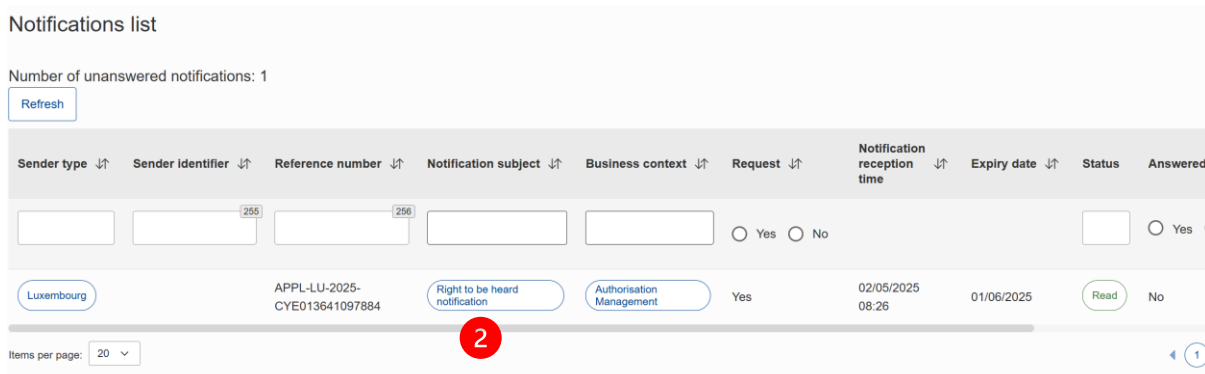 Notifications list
Number of unanswered notifications: 1
Refresh
Sender type Sender identifier Reference number Notification subject Business context Request Notification reception time Expiry date Status Answered
255 256
Yes No Yes
Luxembourg APPL-LU-2025-CYE013641097884 Right to be heard notification Authorisation Management Yes 02/05/2025 08:26 01/06/2025 Read No
2
Items per page: 20 1